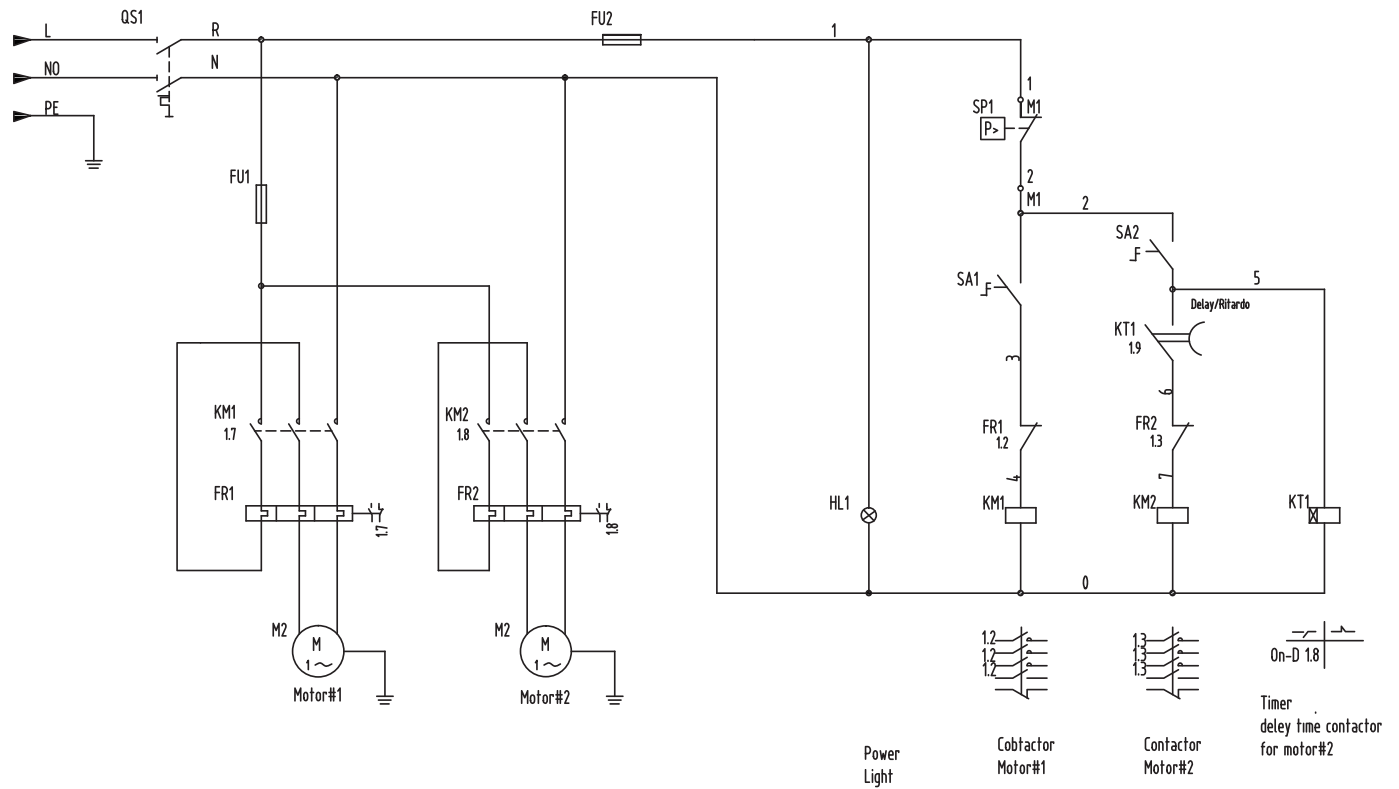 QS1
FU2
L
R
1
NO
N
PE
1
SP1
M1
P>
2
M1
FU1
2
SA2
F
5
SA1
F
Delay/Ritardo
KT1
1.9
3
6
KM1
1.7
KM2
1.8
FR1
1.2
FR2
1.3
4
7
FR1
1.7
FR2
1.8
HL1
KM1
KM2
KT1
0
M2
M
1 ~
Motor#1
M2
M
1 ~
Motor#2
1.2
1.2
1.2
1.3
1.3
1.3
On-D 1.8
Timer
deley time contactor
for motor#2
Power
Light
Cobtactor
Motor#1
Contactor
Motor#2